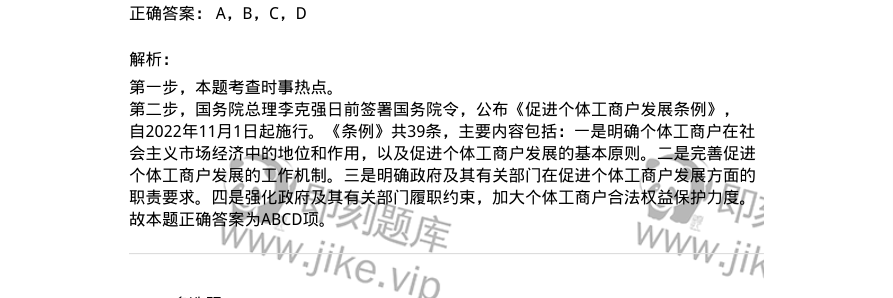 正确答案： A，B，C，D
解析：
第一步，本题考查时事热点。
第二步，国务院总理李克强日前签署国务院令，公布《促进个体工商户发展条例》，
自2022年11月1日起施行。《条例》共39条，主要内容包括：一是明确个体工商户在社
会主义市场经济中的地位和作用，以及促进个体工商户发展的基本原则。二是完善促进
个体工商户发展的工作机制。三是明确政府及其有关部门在促进个体工商户发展方面的
职责要求。四是强化政府及其有关部门履职约束，加大个体工商户合法权益保护力度。
故本题正确答案为ABCD项。
即刻题库
www.jike.vip
即刻
www.jike